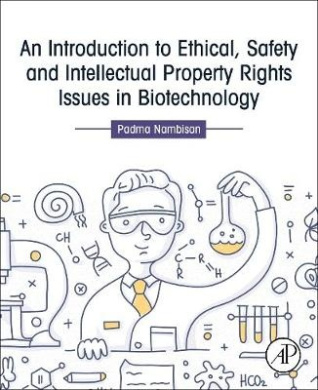 An Introduction to Ethical, Safety
and Intellectual Property Rights
Issues in Biotechnology
Padma Nambisan
CH
C
C
R
R
H
HCO₂
AP